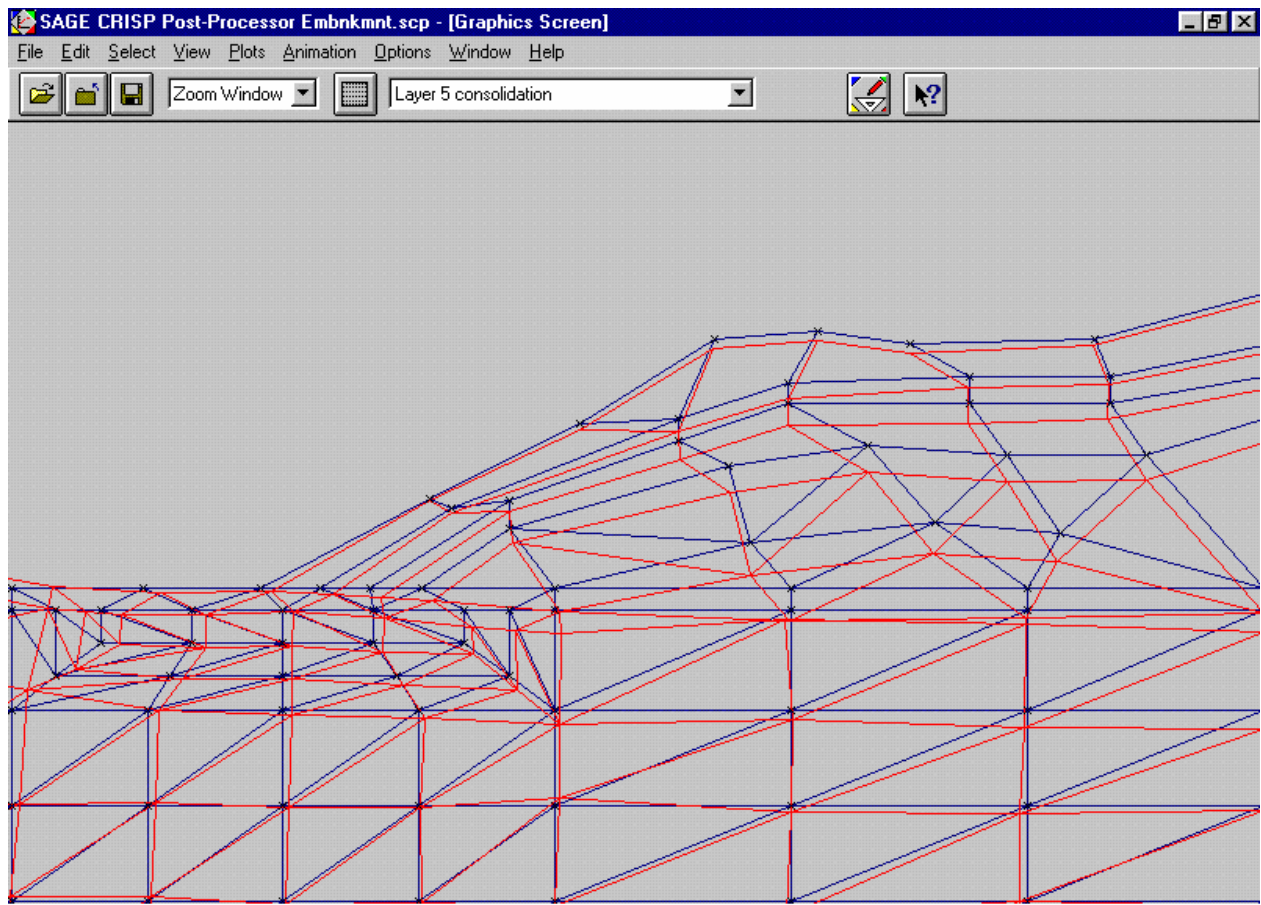 SAGE CRISP Post-Processor Embnkmnt.scp - [Graphics Screen]
File Edit Select View Plots Animation Options Window Help
Zoom Window Layer 5 consolidation